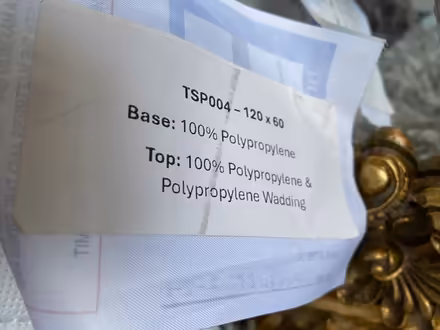 TSP004 – 120 x 60
Base: 100% Polypropylene
Top: 100% Polypropylene &
Polypropylene Wadding